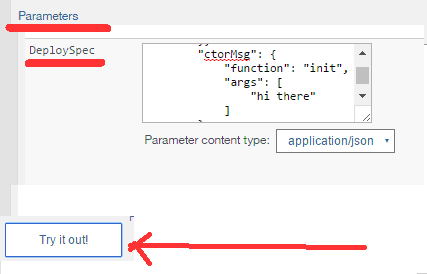 Parameters
DeploySpec
"ctorMsg": {
"function": "init",
"args": [
"hi there"
]
Parameter content type: application/json
Try it out!